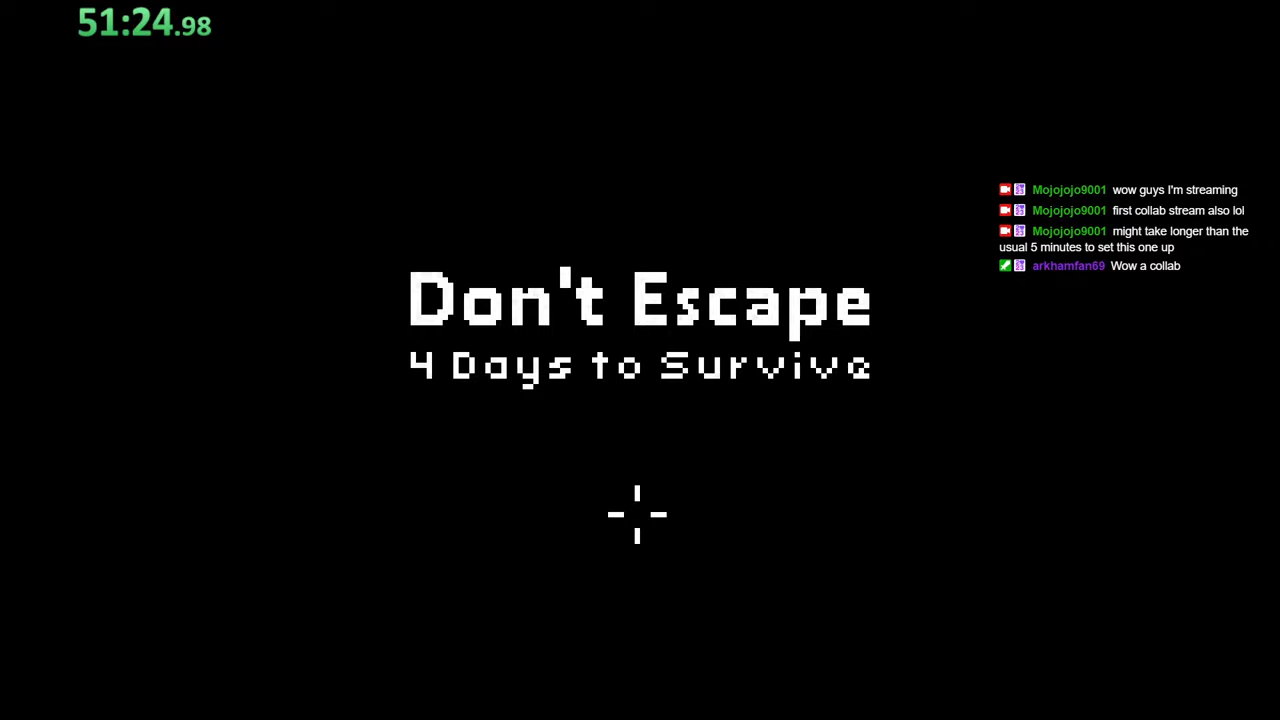 51:24.98
Mojojojo9001 wow guys I'm streaming
Mojojojo9001 first collab stream also lol
Mojojojo9001 might take longer than the
usual 5 minutes to set this one up
arkhamfan69 Wow a collab
Don't Escape
4 Days to Survive